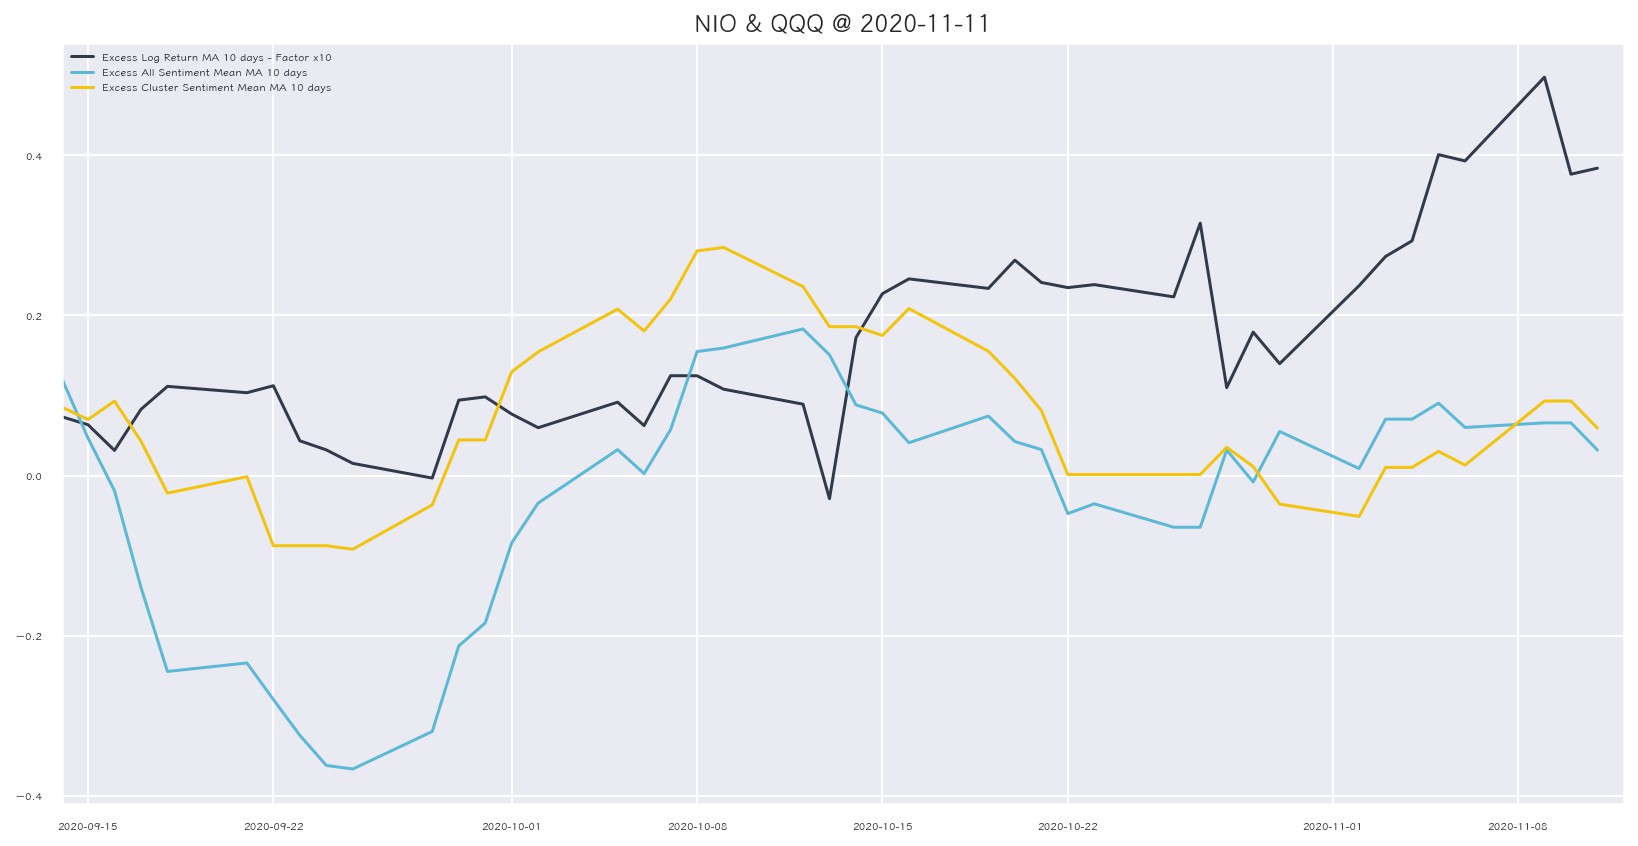 NIO & QQQ @ 2020-11-11
Excess Log Return MA 10 days - Factor x10
Excess All Sentiment Mean MA 10 days
Excess Cluster Sentiment Mean MA 10 days
0.4
0.2
0.0
−0.2
−0.4
2020-09-15 2020-09-22 2020-10-01 2020-10-08 2020-10-15 2020-10-22 2020-11-01 2020-11-08